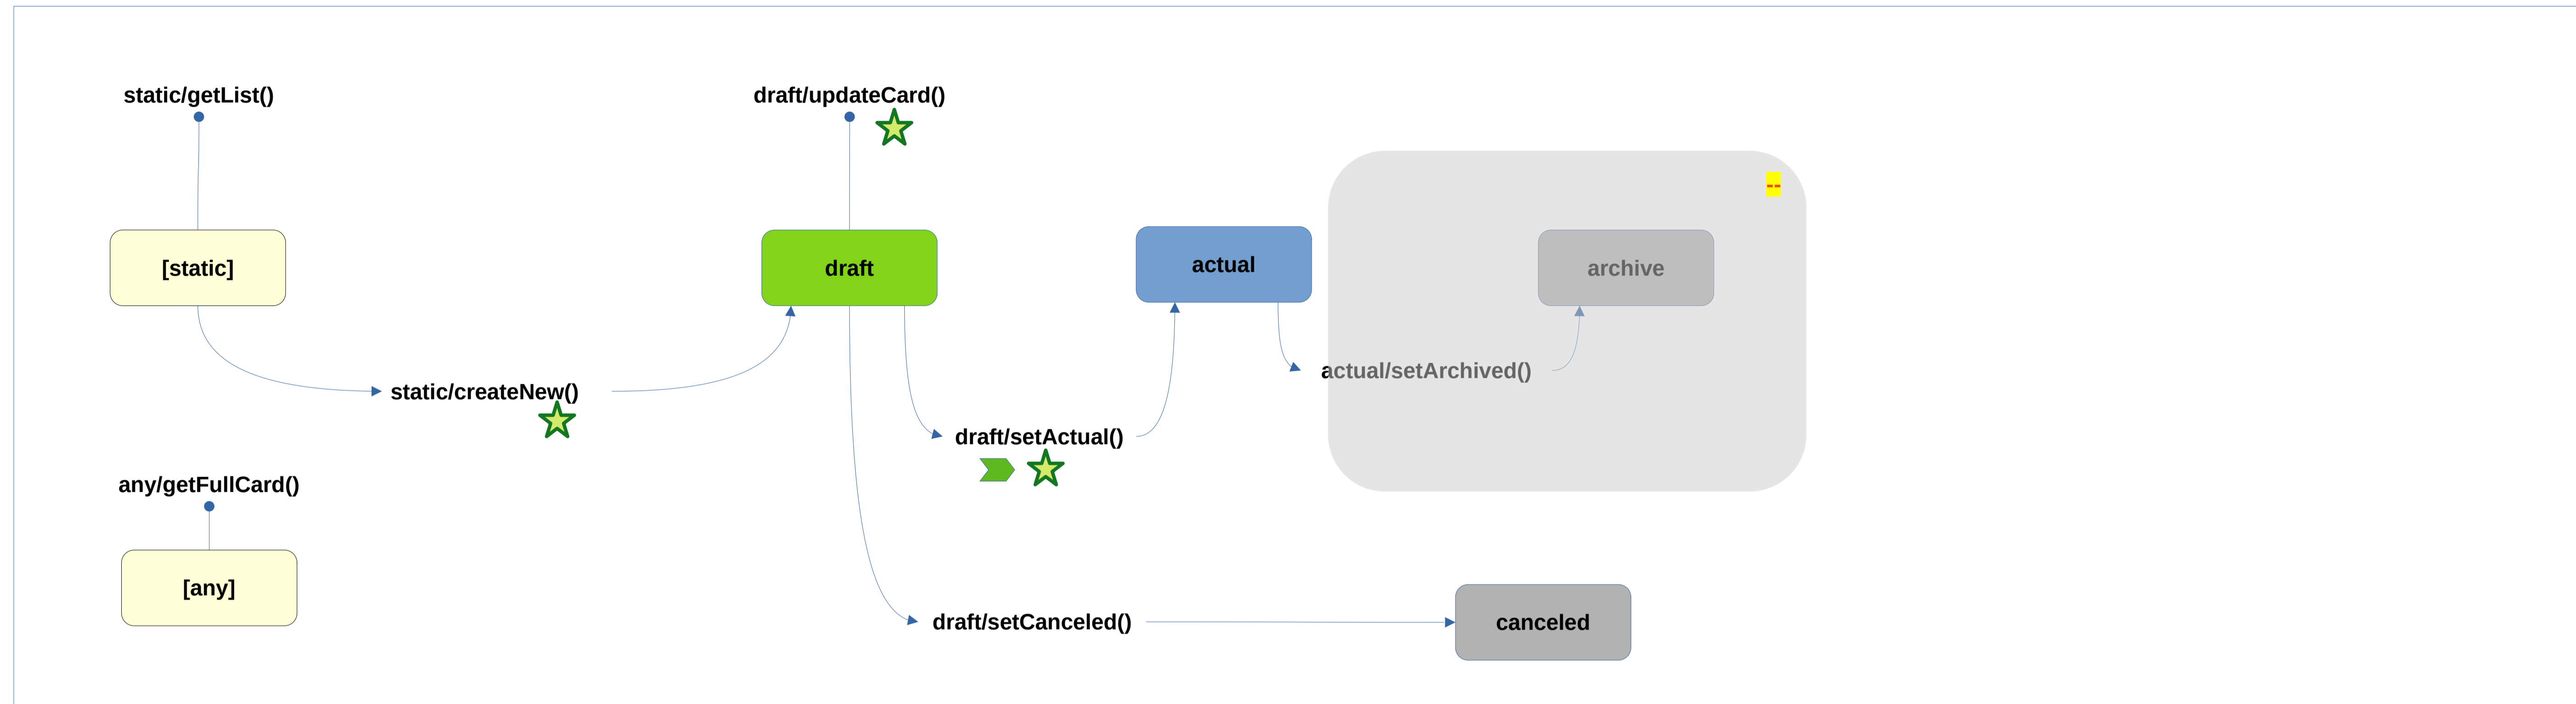 static/getList()
draft/updateCard()
--
[static]
draft
actual
archive
static/createNew()
actual/setArchived()
draft/setActual()
any/getFullCard()
[any]
draft/setCanceled()
canceled